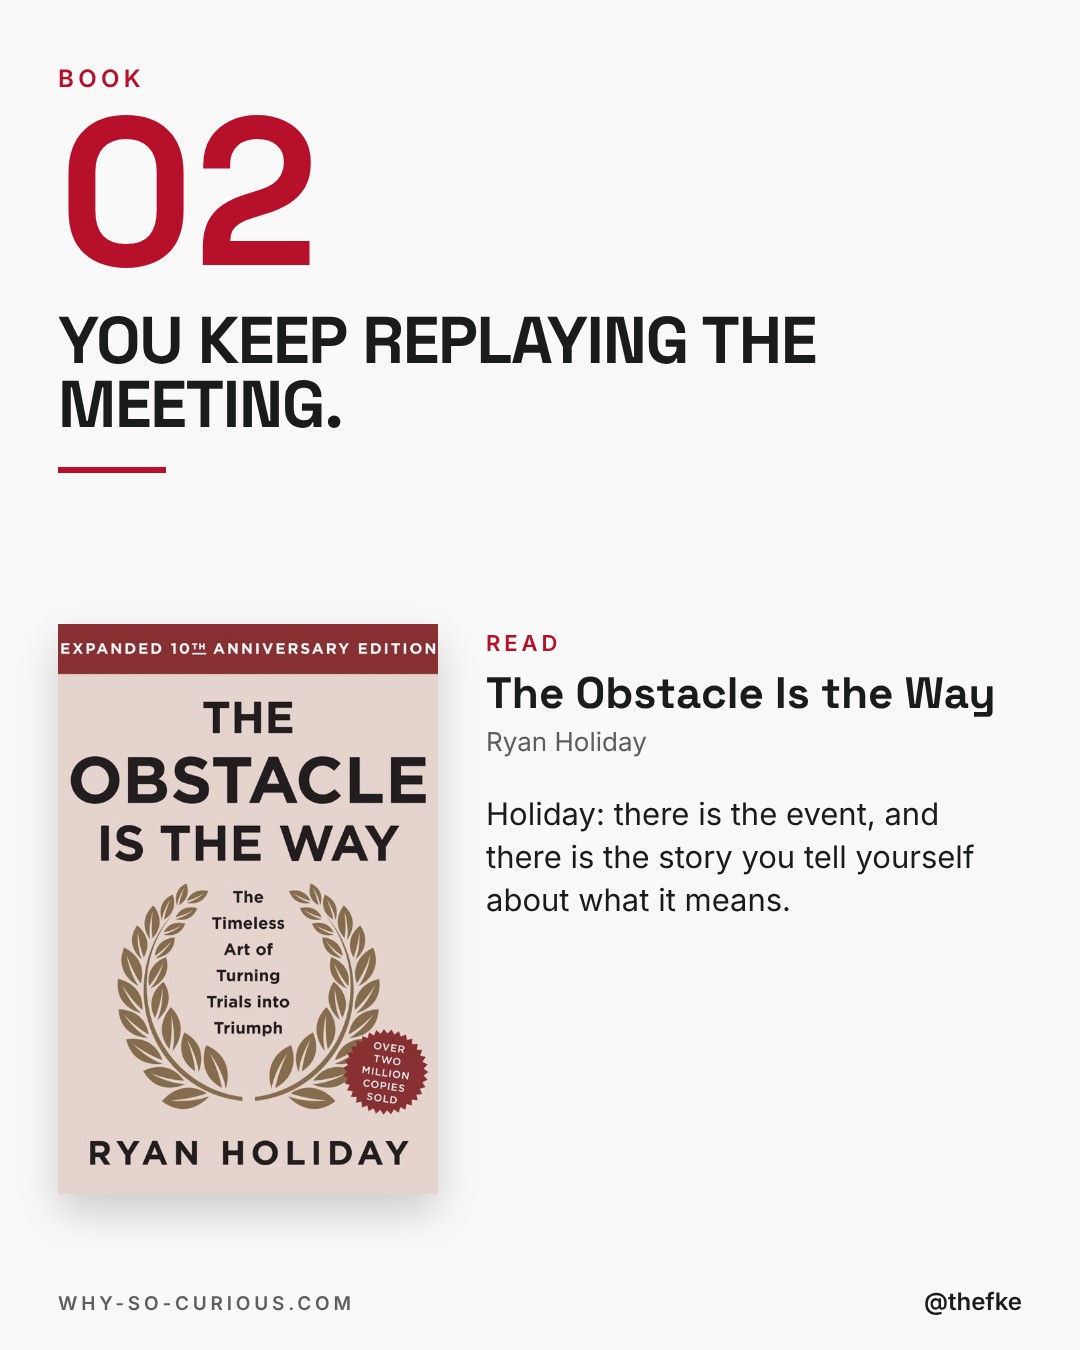 BOOK
02
YOU KEEP REPLAYING THE
MEETING.
EXPANDED 10TH ANNIVERSARY EDITION
THE
OBSTACLE
IS THE WAY
The
Timeless
Art of
Turning
Trials into
Triumph
OVER
TWO
MILLION
COPIES
SOLD
RYAN HOLIDAY
READ
The Obstacle Is the Way
Ryan Holiday
Holiday: there is the event, and
there is the story you tell yourself
about what it means.
WHY-SO-CURIOUS.COM
@thefke